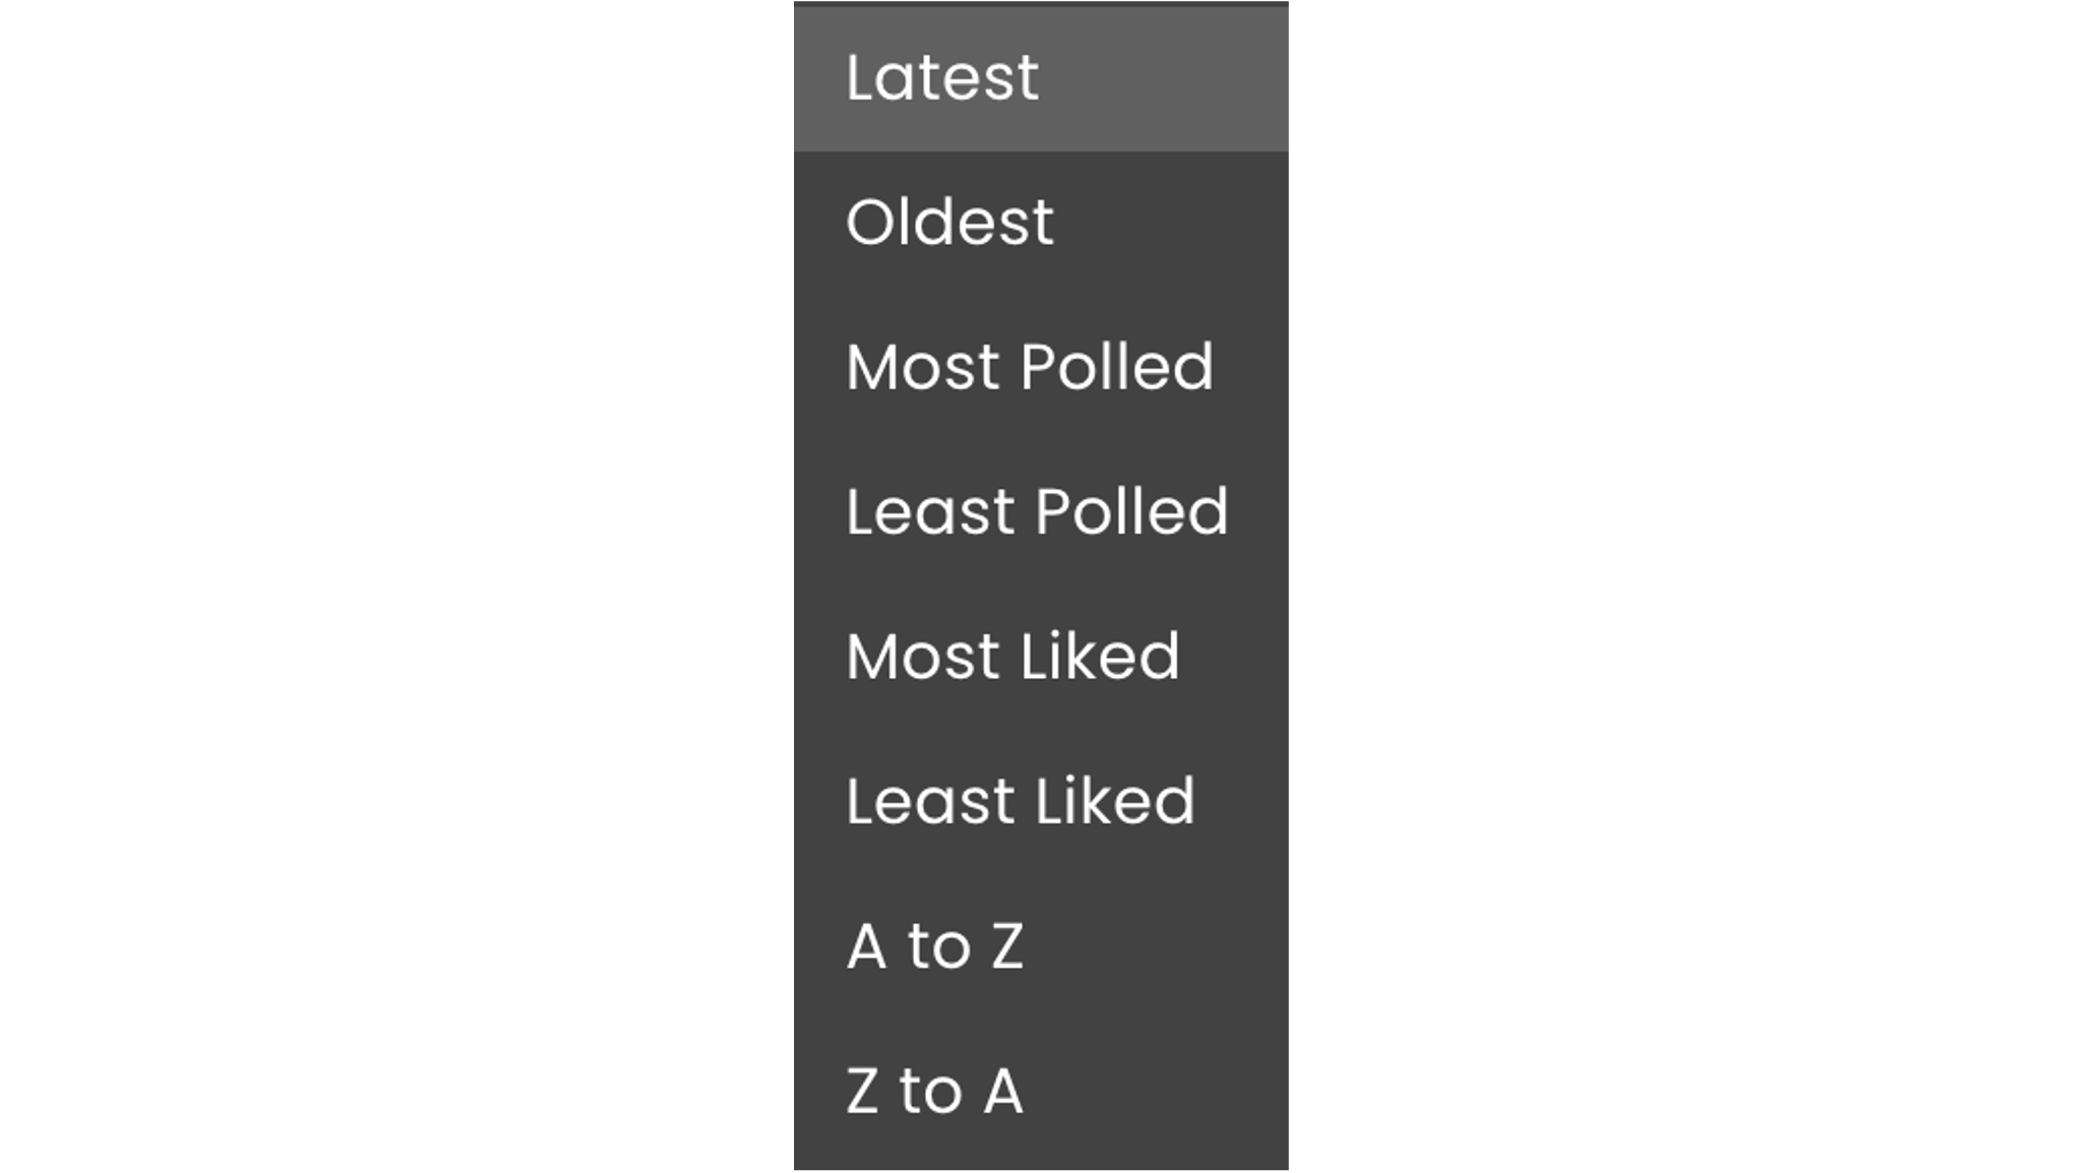 Latest
Oldest
Most Polled
Least Polled
Most Liked
Least Liked
A to Z
Z to A